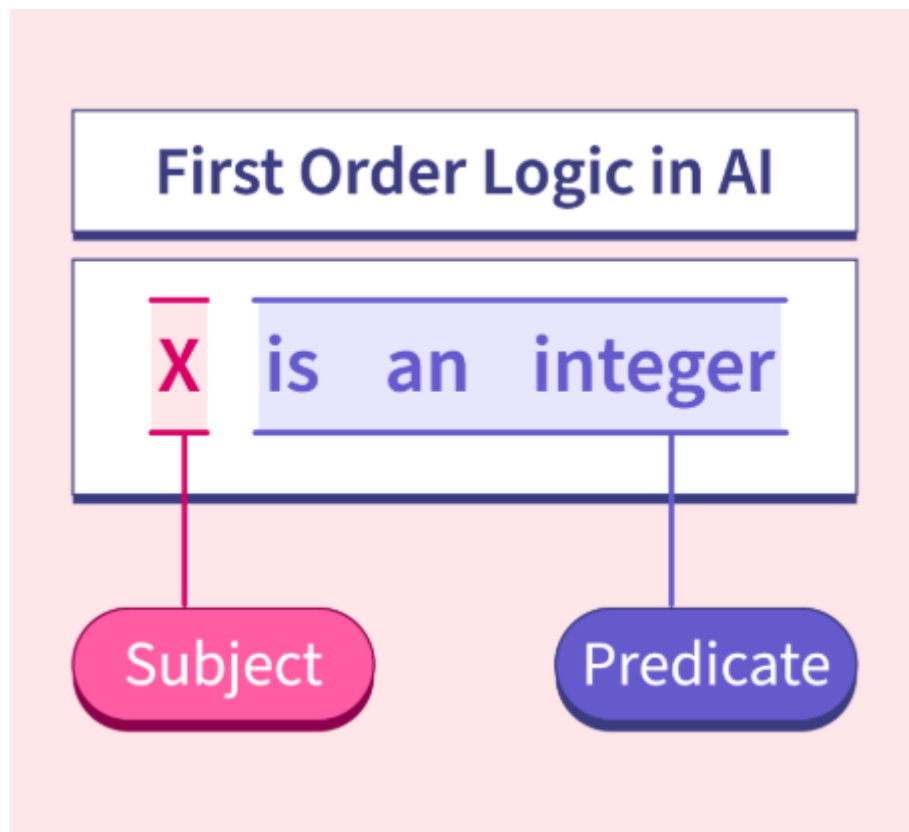 First Order Logic in AI
X is an integer
Subject
Predicate